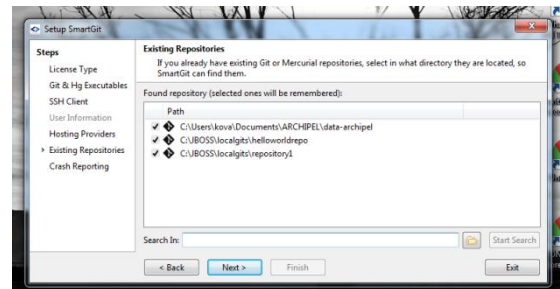 Setup SmartGit
Steps
License Type
Git & Hg Executables
SSH Client
User Information
Hosting Providers
Existing Repositories
Crash Reporting
Existing Repositories
If you already have existing Git or Mercurial repositories, select in what directory they are located, so
SmartGit can find them.
Found repository (selected ones will be remembered):
Path
C:\Users\kova\Documents\ARCHIPEL\data-archipel
C:\JBOSS\localgits\helloworldrepo
C:\JBOSS\localgits\repository1
Search In:
Start Search
< Back
Next >
Finish
Exit